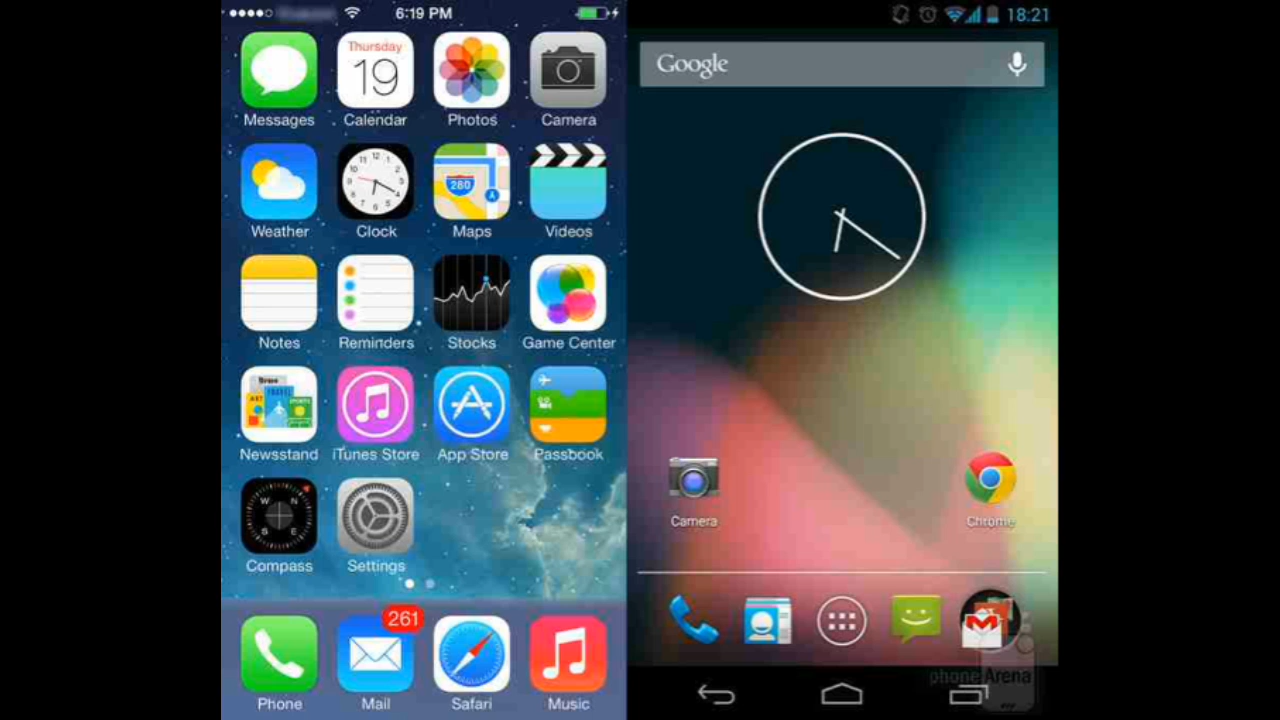 6:19 PM
Thursday
19
Messages Calendar Photos Camera
280
Weather Clock Maps Videos
Notes Reminders Stocks Game Center
Newsstand iTunes Store App Store Passbook
W N
E
Compass Settings
261
Phone Mail Safari Music
18:21
Google
Camera Chrome
phoneArena